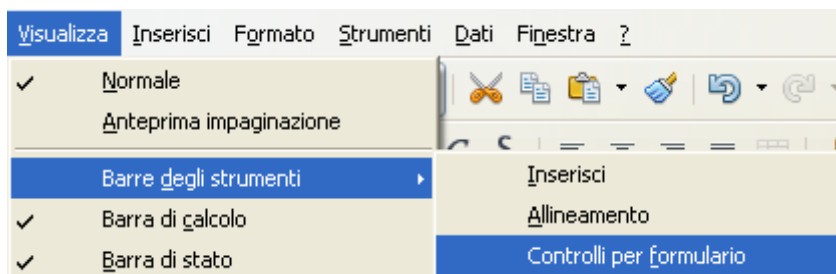 Visualizza Inserisci Formato Strumenti Dati Finestra ?
Normale
Anteprima impaginazione
Barre degli strumenti
Barra di calcolo
Barra di stato
Inserisci
Allineamento
Controlli per formulario